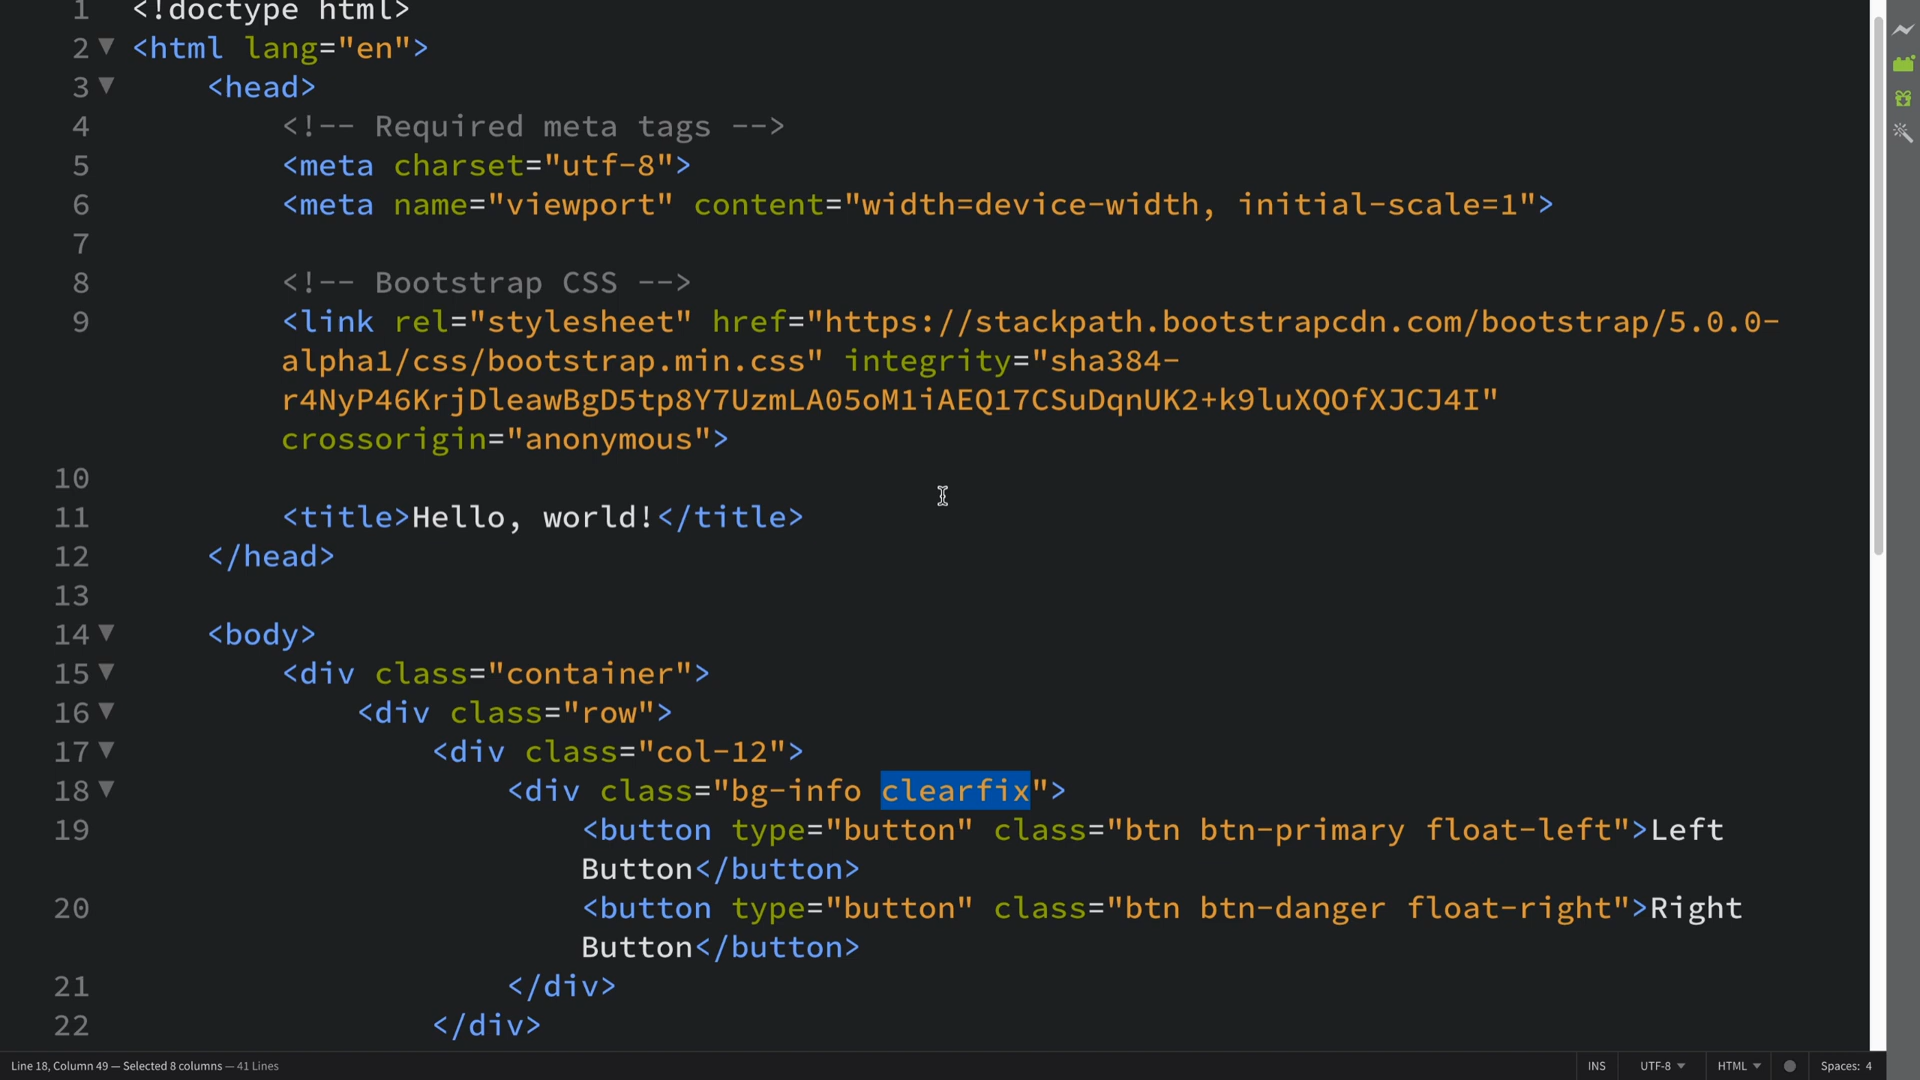 1 <!doctype html>
2 <html lang="en">
3 <head>
4 <!-- Required meta tags -->
5 <meta charset="utf-8">
6 <meta name="viewport" content="width=device-width, initial-scale=1">
7
8 <!-- Bootstrap CSS -->
9 <link rel="stylesheet" href="https://stackpath.bootstrapcdn.com/bootstrap/5.0.0-
alpha1/css/bootstrap.min.css" integrity="sha384-
r4NyP46KrjDleawBgD5tp8Y7UzmLA05oM1iAEQ17CSuDqnUK2+k9luXQOfXJCJ4I"
crossorigin="anonymous">
10
11 <title>Hello, world!</title>
12 </head>
13
14 <body>
15 <div class="container">
16 <div class="row">
17 <div class="col-12">
18 <div class="bg-info clearfix">
19 <button type="button" class="btn btn-primary float-left">Left
Button</button>
20 <button type="button" class="btn btn-danger float-right">Right
Button</button>
21 </div>
22 </div>
Line 18, Column 49 — Selected 8 columns — 41 Lines INS UTF-8 HTML Spaces: 4